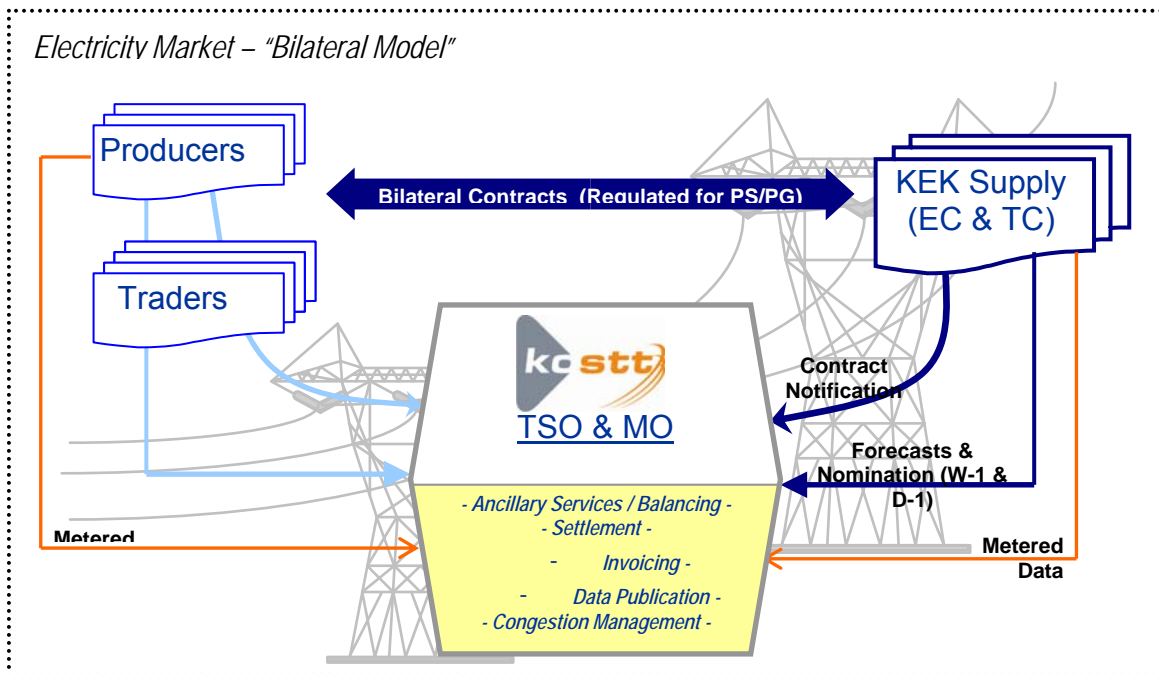 Electricity Market – “Bilateral Model”
Producers
Bilateral Contracts (Regulated for PS/PG)
KEK Supply
(EC & TC)
Traders
kostt
TSO & MO
Contract
Notification
Forecasts &
Nomination (W-1 &
D-1)
Metered
Metered
Data
- Ancillary Services / Balancing -
- Settlement -
- Invoicing -
- Data Publication -
- Congestion Management -